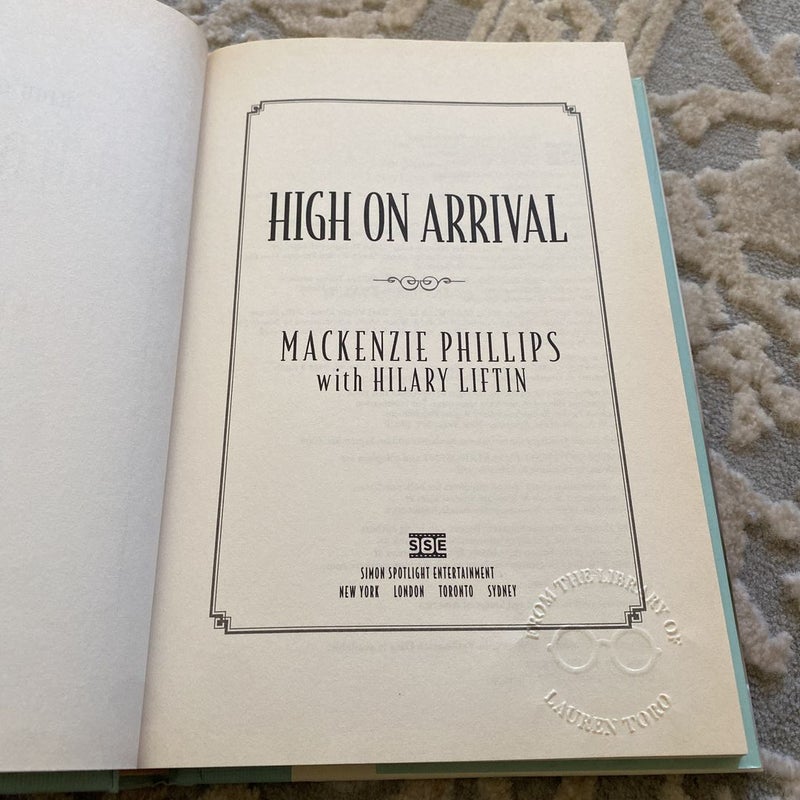 HIGH ON ARRIVAL
MACKENZIE PHILLIPS
with HILARY LIFTIN
SSE
SIMON SPOTLIGHT ENTERTAINMENT
NEW YORK LONDON TORONTO SYDNEY
FROM THE LIBRARY OF
LAUREN TORO